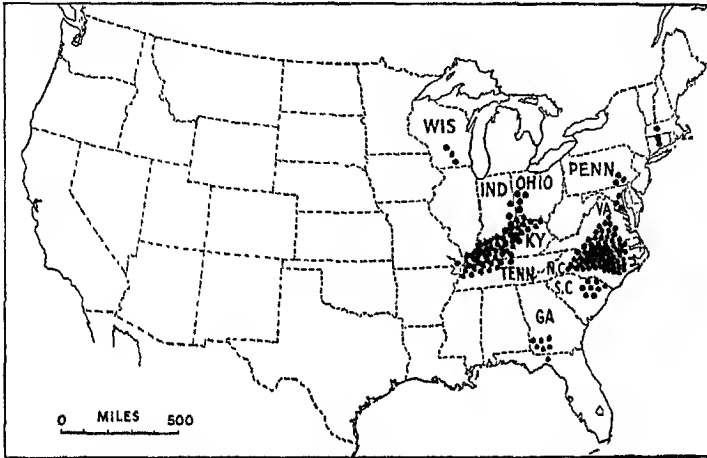 WIS
PENN.
IND
OHIO
VA
KY
TENN.
N.C
S.C
GA
0 MILES 500